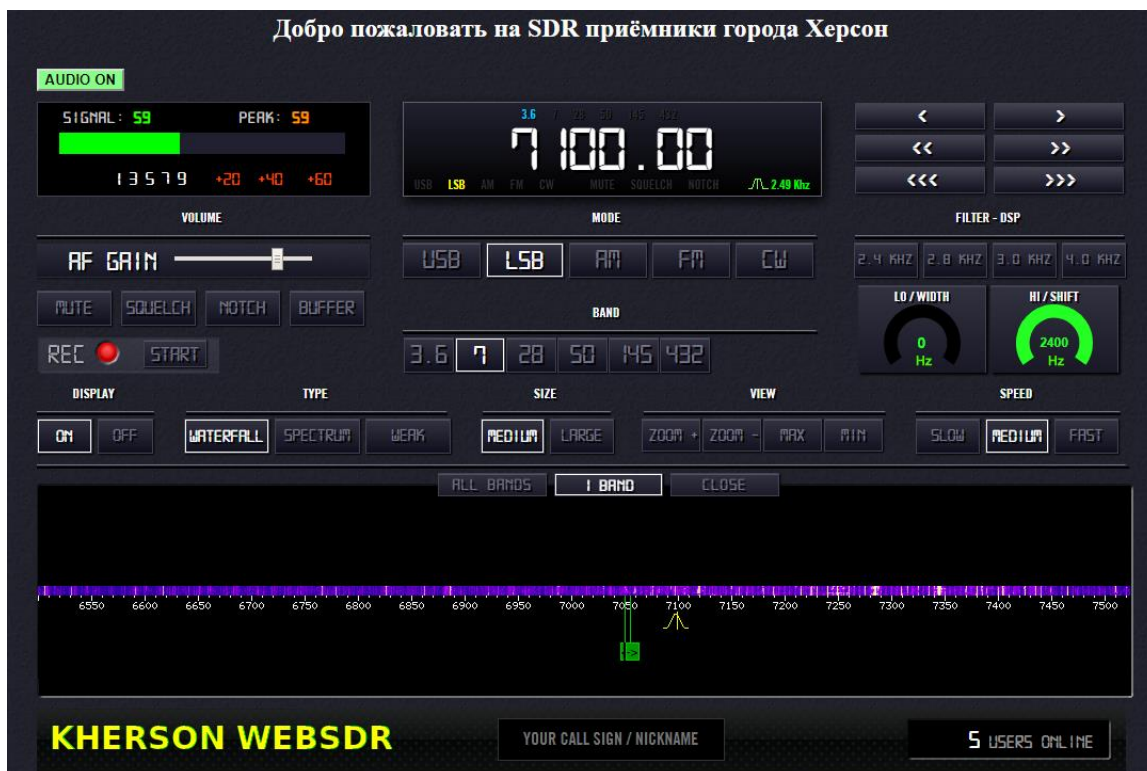 Добро пожаловать на SDR приёмники города Херсон
AUDIO ON
SIGNAL: S9 PEAK: S9
1 3 5 7 9 +20 +40 +60
3.6 7 28 50 145 432
7 100.00
USB LSB AM FM CW MUTE SQUELCH NOTCH 2.49 Khz
< >
<< >>
<<< >>>
VOLUME MODE FILTER - DSP
AF GAIN USB LSB AM FM CW 2.4 KHZ 2.8 KHZ 3.0 KHZ 4.0 KHZ
MUTE SQUELCH NOTCH BUFFER BAND LO / WIDTH HI / SHIFT
REC START 3.6 7 28 50 145 432 0 Hz 2400 Hz
DISPLAY TYPE SIZE VIEW SPEED
ON OFF WATERFALL SPECTRUM WEAK MEDIUM LARGE ZOOM + ZOOM - MAX MIN SLOW MEDIUM FAST
ALL BANDS 1 BAND CLOSE
6550 6600 6650 6700 6750 6800 6850 6900 6950 7000 7050 7100 7150 7200 7250 7300 7350 7400 7450 7500
<->
KHERSON WEBSDR YOUR CALL SIGN / NICKNAME 5 USERS ONLINE